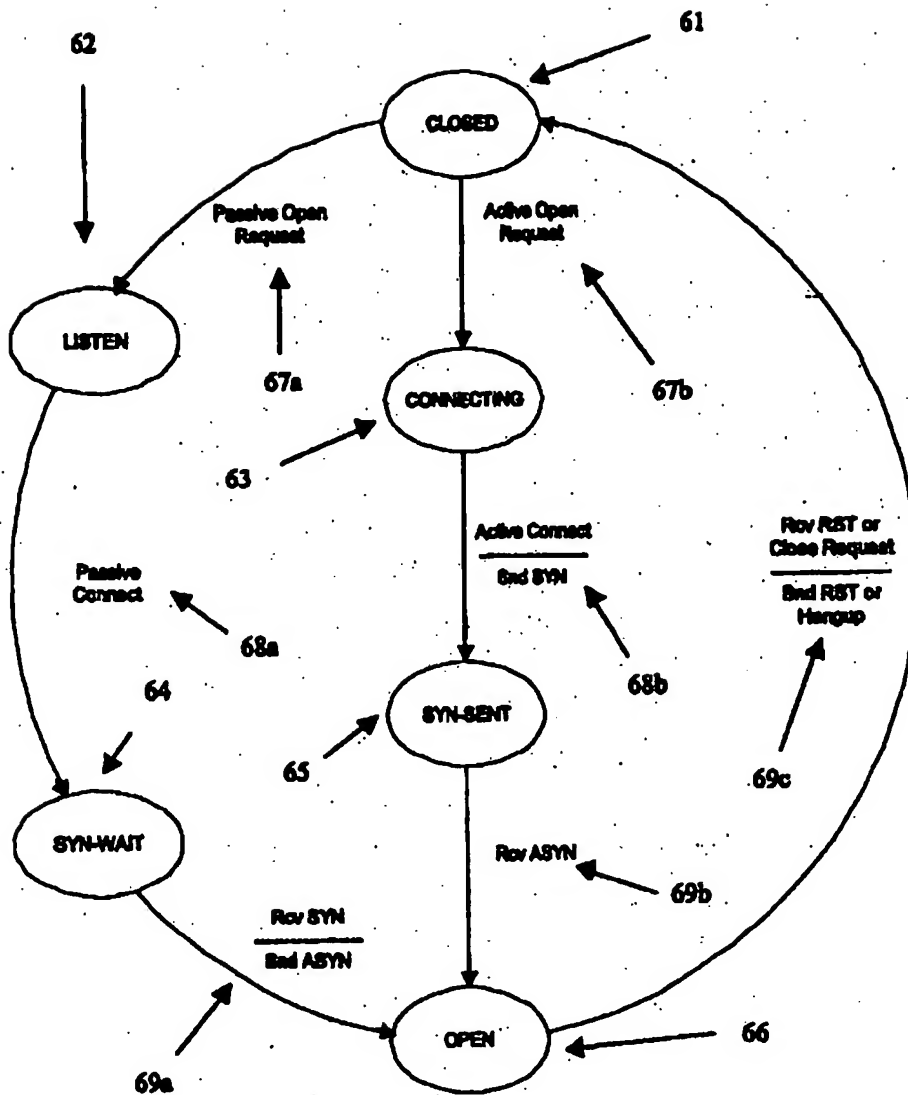 61
62
CLOSED
Passive Open
Request
Active Open
Request
LISTEN
67a
67b
CONNECTING
63
Active Connect
Snd SYN
Rcv RST or
Close Request
Snd RST or
Hangup
Passive
Connect
68a
68b
64
SYN-SENT
65
69c
SYN-WAIT
Rcv ASYN
69b
Rcv SYN
Snd ASYN
OPEN
66
69a